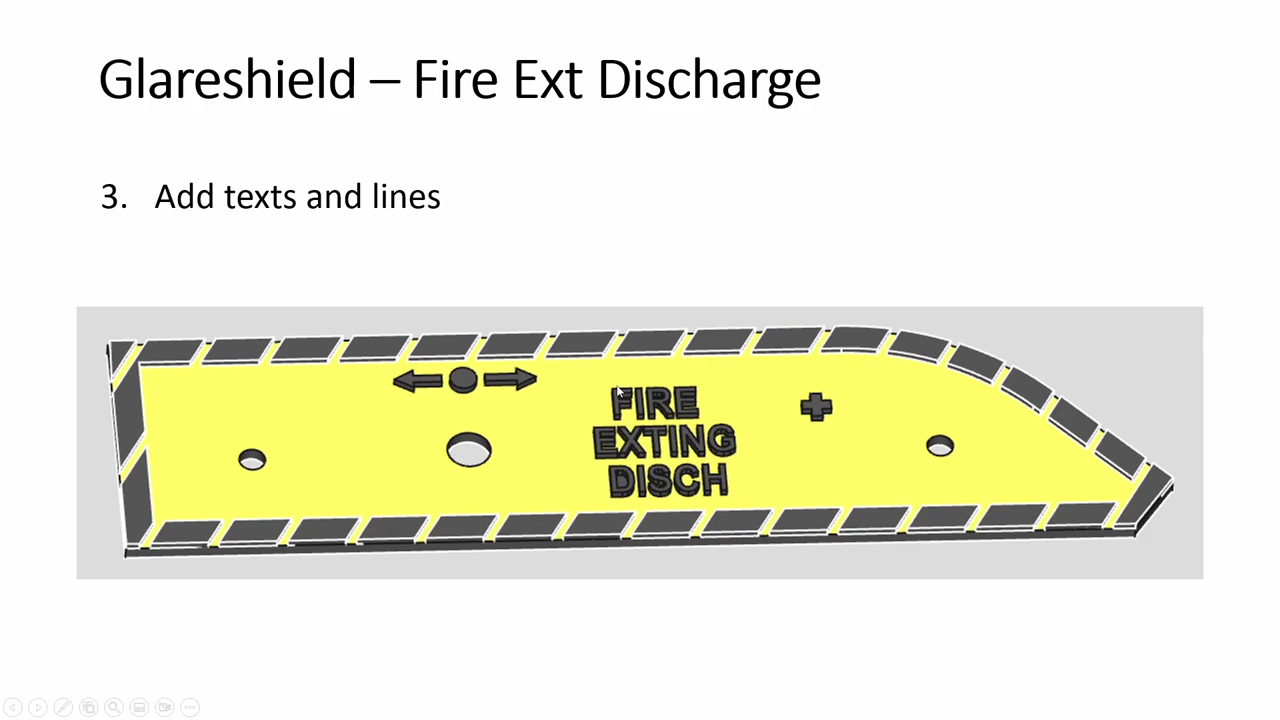 Glareshield – Fire Ext Discharge
3. Add texts and lines
FIRE
EXTING
DISCH